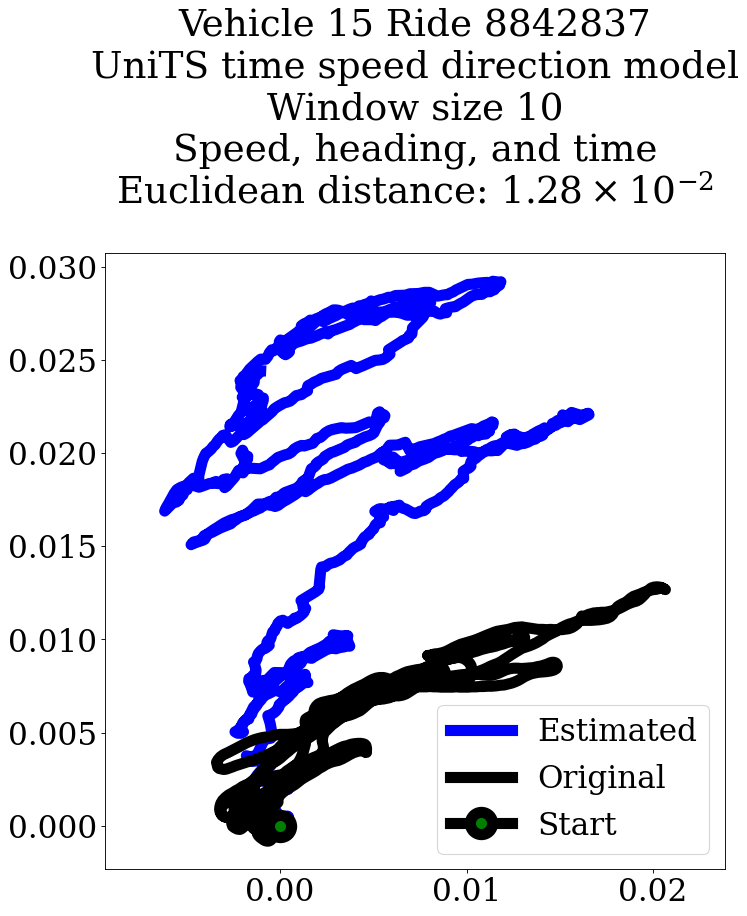 Vehicle 15 Ride 8842837
UniTS time speed direction model
Window size 10
Speed, heading, and time
Euclidean distance: 1.28 × 10⁻²
0.030
0.025
0.020
0.015
0.010
0.005
0.000
Estimated
Original
Start
0.00 0.01 0.02